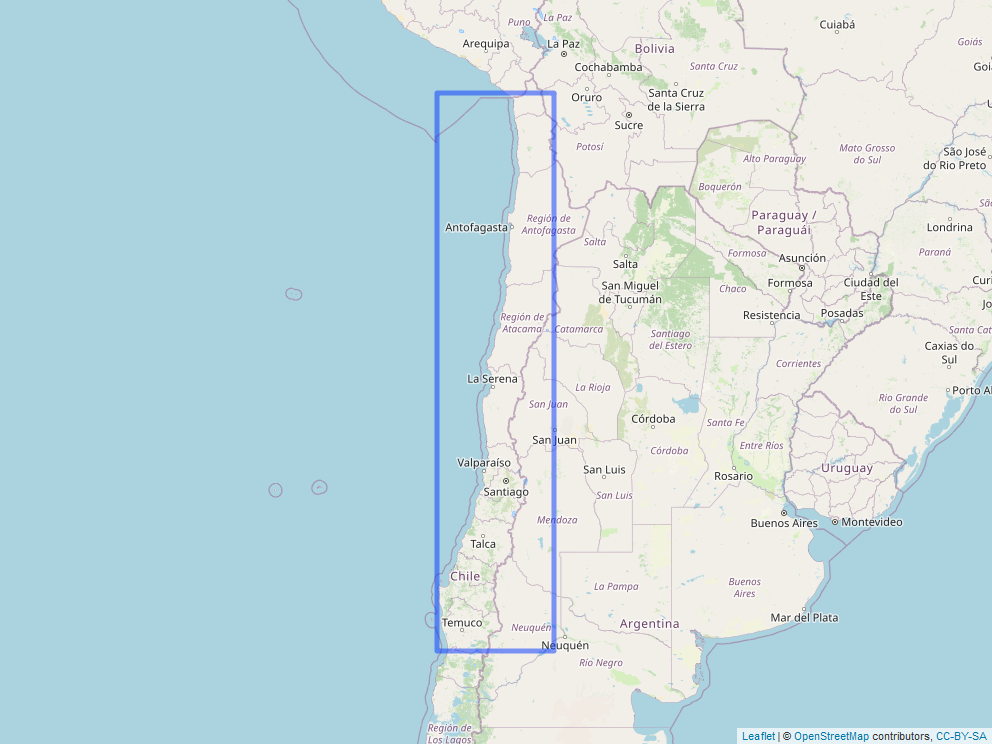 Cuiabá
Puno
La Paz
Arequipa
La Paz
Bolivia
Goiás
Cochabamba
Santa Cruz
Oruro
Santa Cruz
de la Sierra
Sucre
Potosí
Mato Grosso
do Sul
São José
do Rio Preto
Alto Paraguay
Boquerón
Antofagasta
Región de
Antofagasta
Paraguay /
Paraguái
Londrina
Salta
Salta
Formosa
Asunción
Paraná
San Miguel
de Tucumán
Chaco
Formosa
Ciudad del
Este
Región de
Atacama
Catamarca
Resistencia
Posadas
Santiago
del Estero
Santa Cat
Caxias do
Sul
Corrientes
La Serena
La Rioja
Porto Al
San Juan
Rio Grande
do Sul
Córdoba
Santa Fe
San Juan
Córdoba
Entre Ríos
Valparaíso
San Luis
Rosario
Uruguay
Santiago
San Luis
Mendoza
Buenos Aires
Montevideo
Talca
Chile
La Pampa
Buenos
Aires
Temuco
Neuquén
Argentina
Mar del Plata
Neuquén
Río Negro
Región de
Los Lagos
Leaflet | © OpenStreetMap contributors, CC-BY-SA